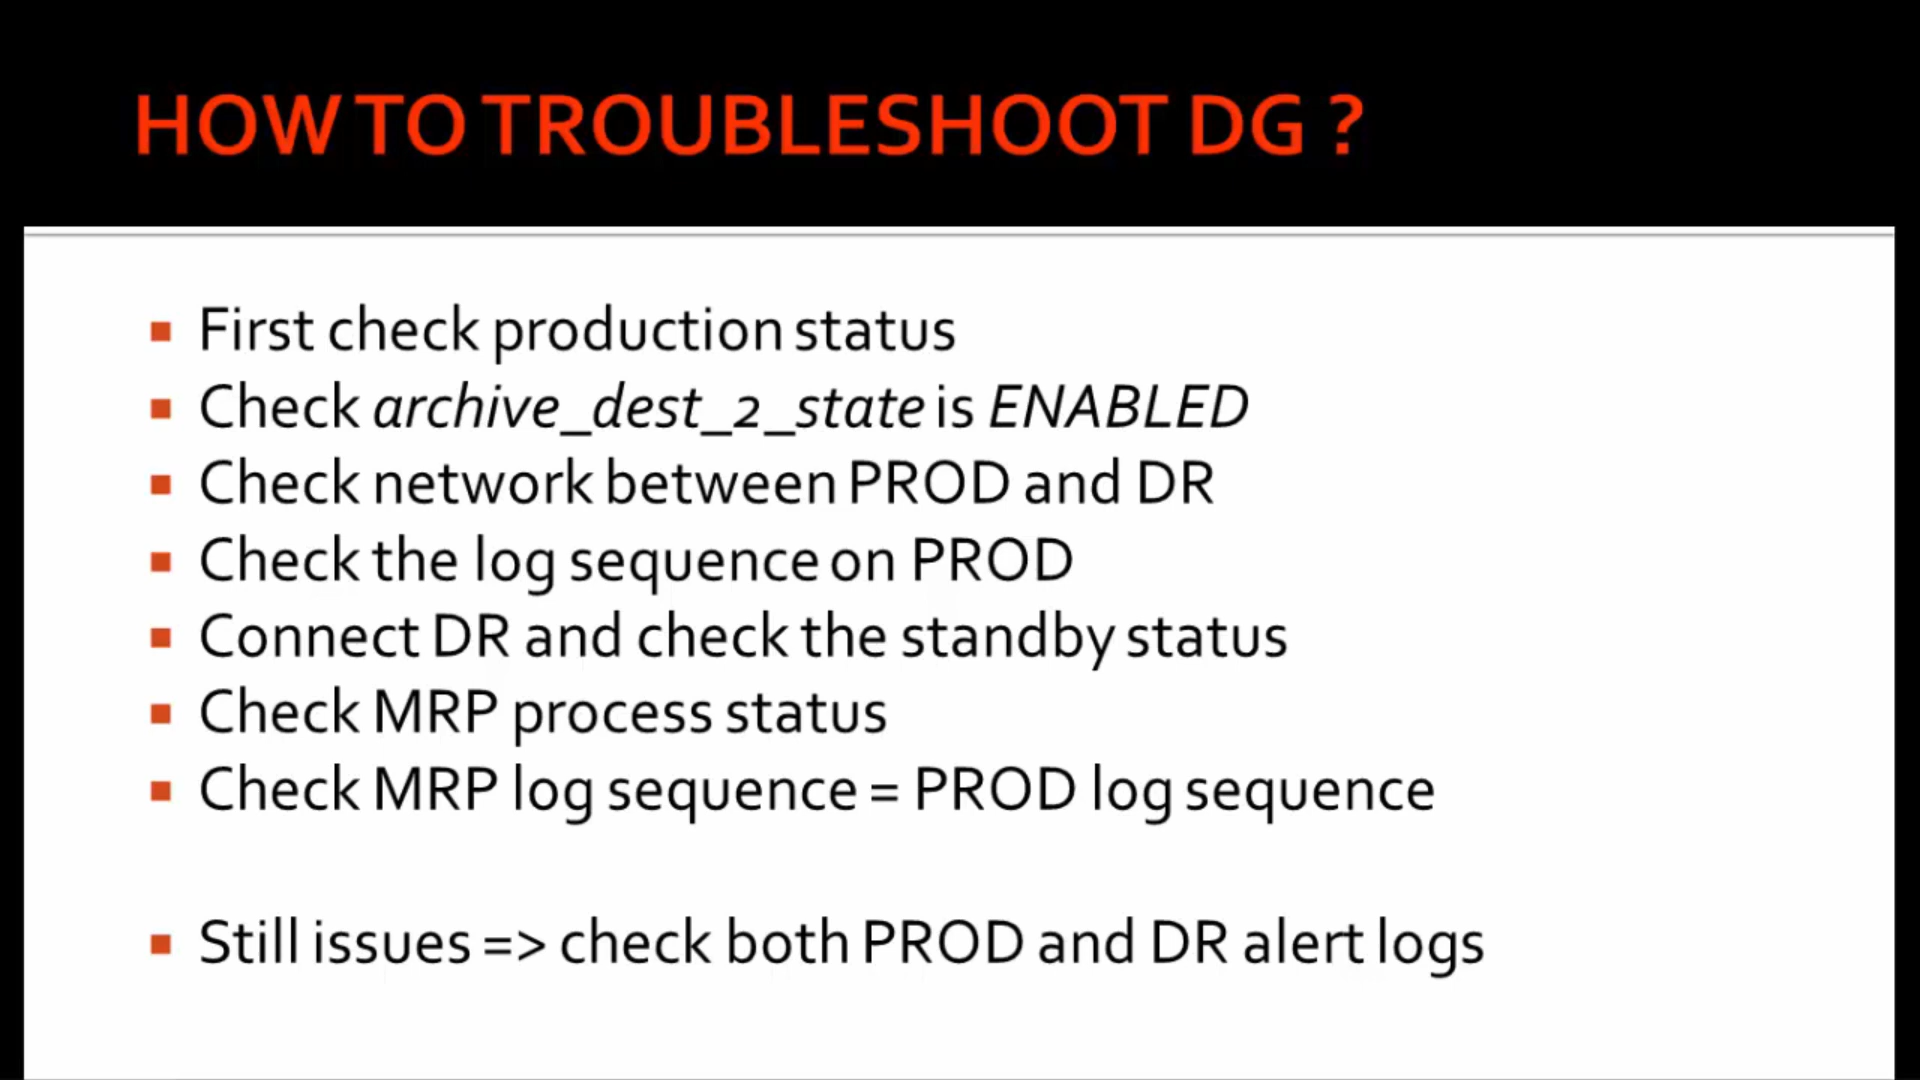 HOW TO TROUBLESHOOT DG ?
First check production status
Check archive_dest_2_state is ENABLED
Check network between PROD and DR
Check the log sequence on PROD
Connect DR and check the standby status
Check MRP process status
Check MRP log sequence = PROD log sequence
Still issues => check both PROD and DR alert logs